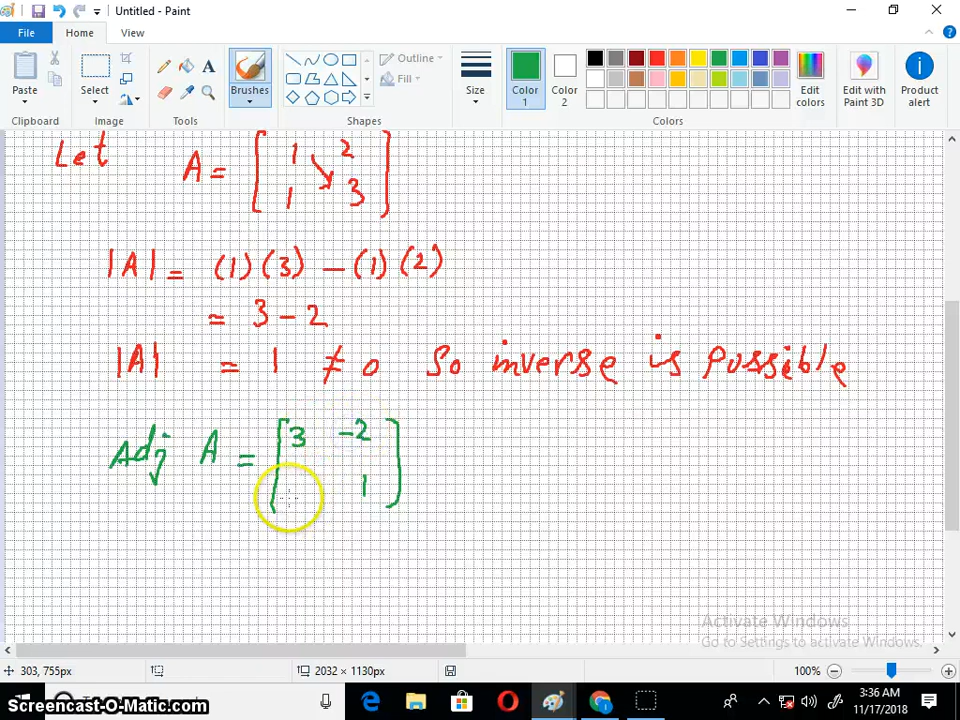 Untitled - Paint
File Home View
Paste Select Brushes Size Color 1 Color 2 Edit colors Edit with Paint 3D Product alert
Outline
Fill
Clipboard Image Tools Shapes Colors
Let A = [ 1 2
1 3 ]
|A| = (1)(3) - (1)(2)
= 3 - 2
|A| = 1 ≠ 0 So inverse is Possible
Adj A = [ 3 -2
1 ]
Activate Windows
Go to Settings to activate Windows.
303, 755px 2032 × 1130px 100%
Screencast-O-Matic.com
3:36 AM
11/17/2018